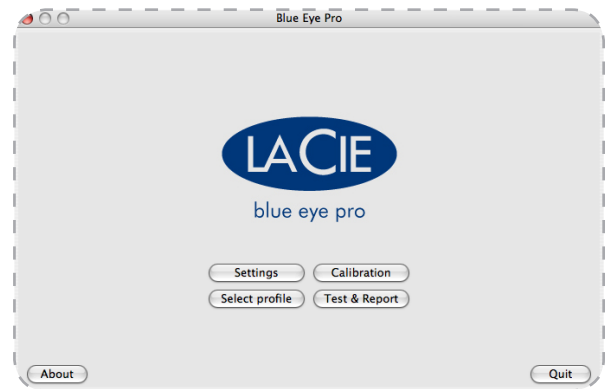 Blue Eye Pro
LACIE
blue eye pro
Settings Calibration
Select profile Test & Report
About Quit